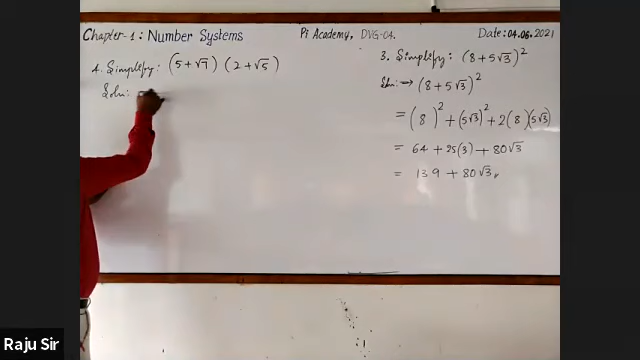 Chapter-1: Number Systems
Pi Academy, DVG-04.
Date: 04.06.2021
4. Simplify: (5+√7) (2+√5)
Soln:
3. Simplify: (8+5√3)²
Soln: → (8+5√3)²
= (8)² + (5√3)² + 2(8)(5√3)
= 64 + 25(3) + 80√3
= 139 + 80√3
Raju Sir